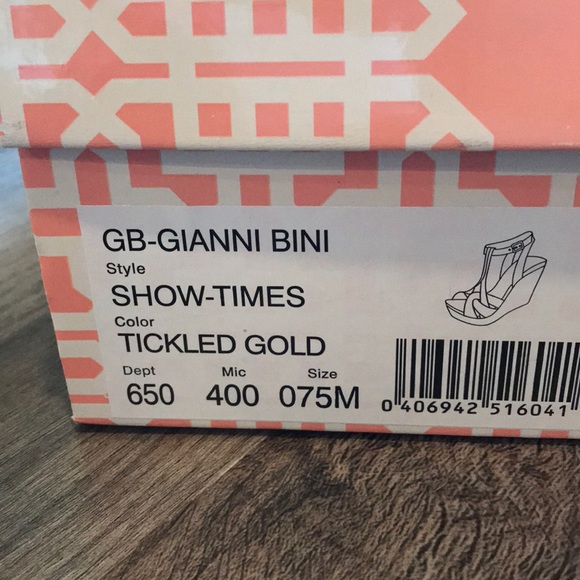 GB-GIANNI BINI
Style
SHOW-TIMES
Color
TICKLED GOLD
Dept Mic Size
650 400 075M
0 406942 516041